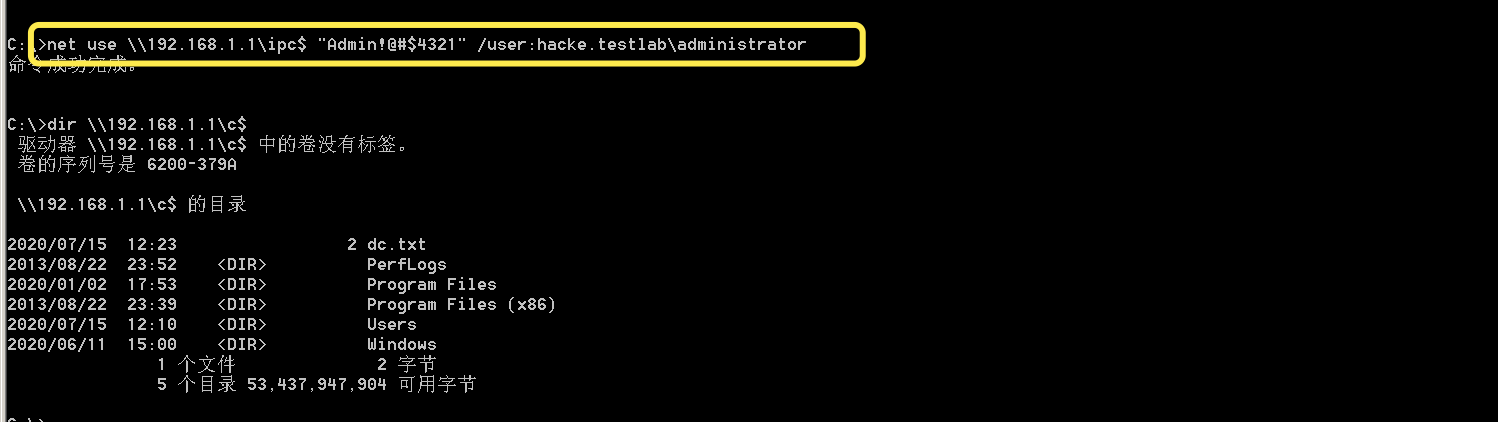 C:\>net use \\192.168.1.1\ipc$ "Admin!@#$4321" /user:hacke.testlab\administrator
命令成功完成。
C:\>dir \\192.168.1.1\c$
驱动器 \\192.168.1.1\c$ 中的卷没有标签。
卷的序列号是 6200-379A
\\192.168.1.1\c$ 的目录
2020/07/15  12:23                 2 dc.txt
2013/08/22  23:52    <DIR>          PerfLogs
2020/01/02  17:53    <DIR>          Program Files
2013/08/22  23:39    <DIR>          Program Files (x86)
2020/07/15  12:10    <DIR>          Users
2020/06/11  15:00    <DIR>          Windows
1 个文件              2 字节
5 个目录 53,437,947,904 可用字节